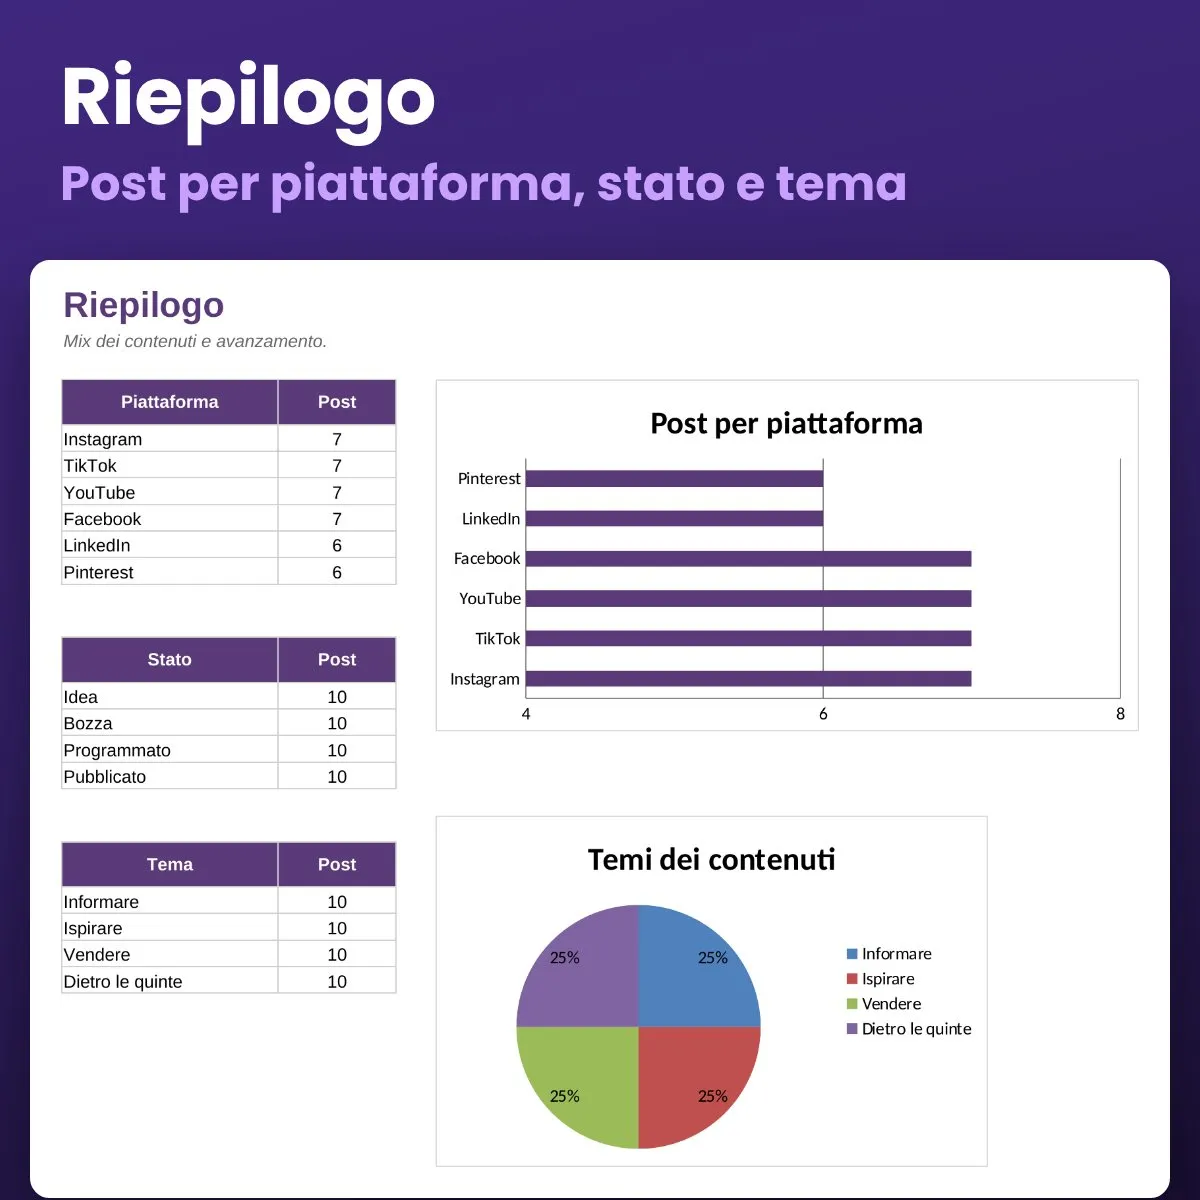 Riepilogo
Post per piattaforma, stato e tema
Riepilogo
Mix dei contenuti e avanzamento.
Piattaforma Post
Instagram 7
TikTok 7
YouTube 7
Facebook 7
LinkedIn 6
Pinterest 6
Stato Post
Idea 10
Bozza 10
Programmato 10
Pubblicato 10
Tema Post
Informare 10
Ispirare 10
Vendere 10
Dietro le quinte 10
Post per piattaforma
Pinterest
LinkedIn
Facebook
YouTube
TikTok
Instagram
4 6 8
Temi dei contenuti
25% 25%
25% 25%
Informare
Ispirare
Vendere
Dietro le quinte